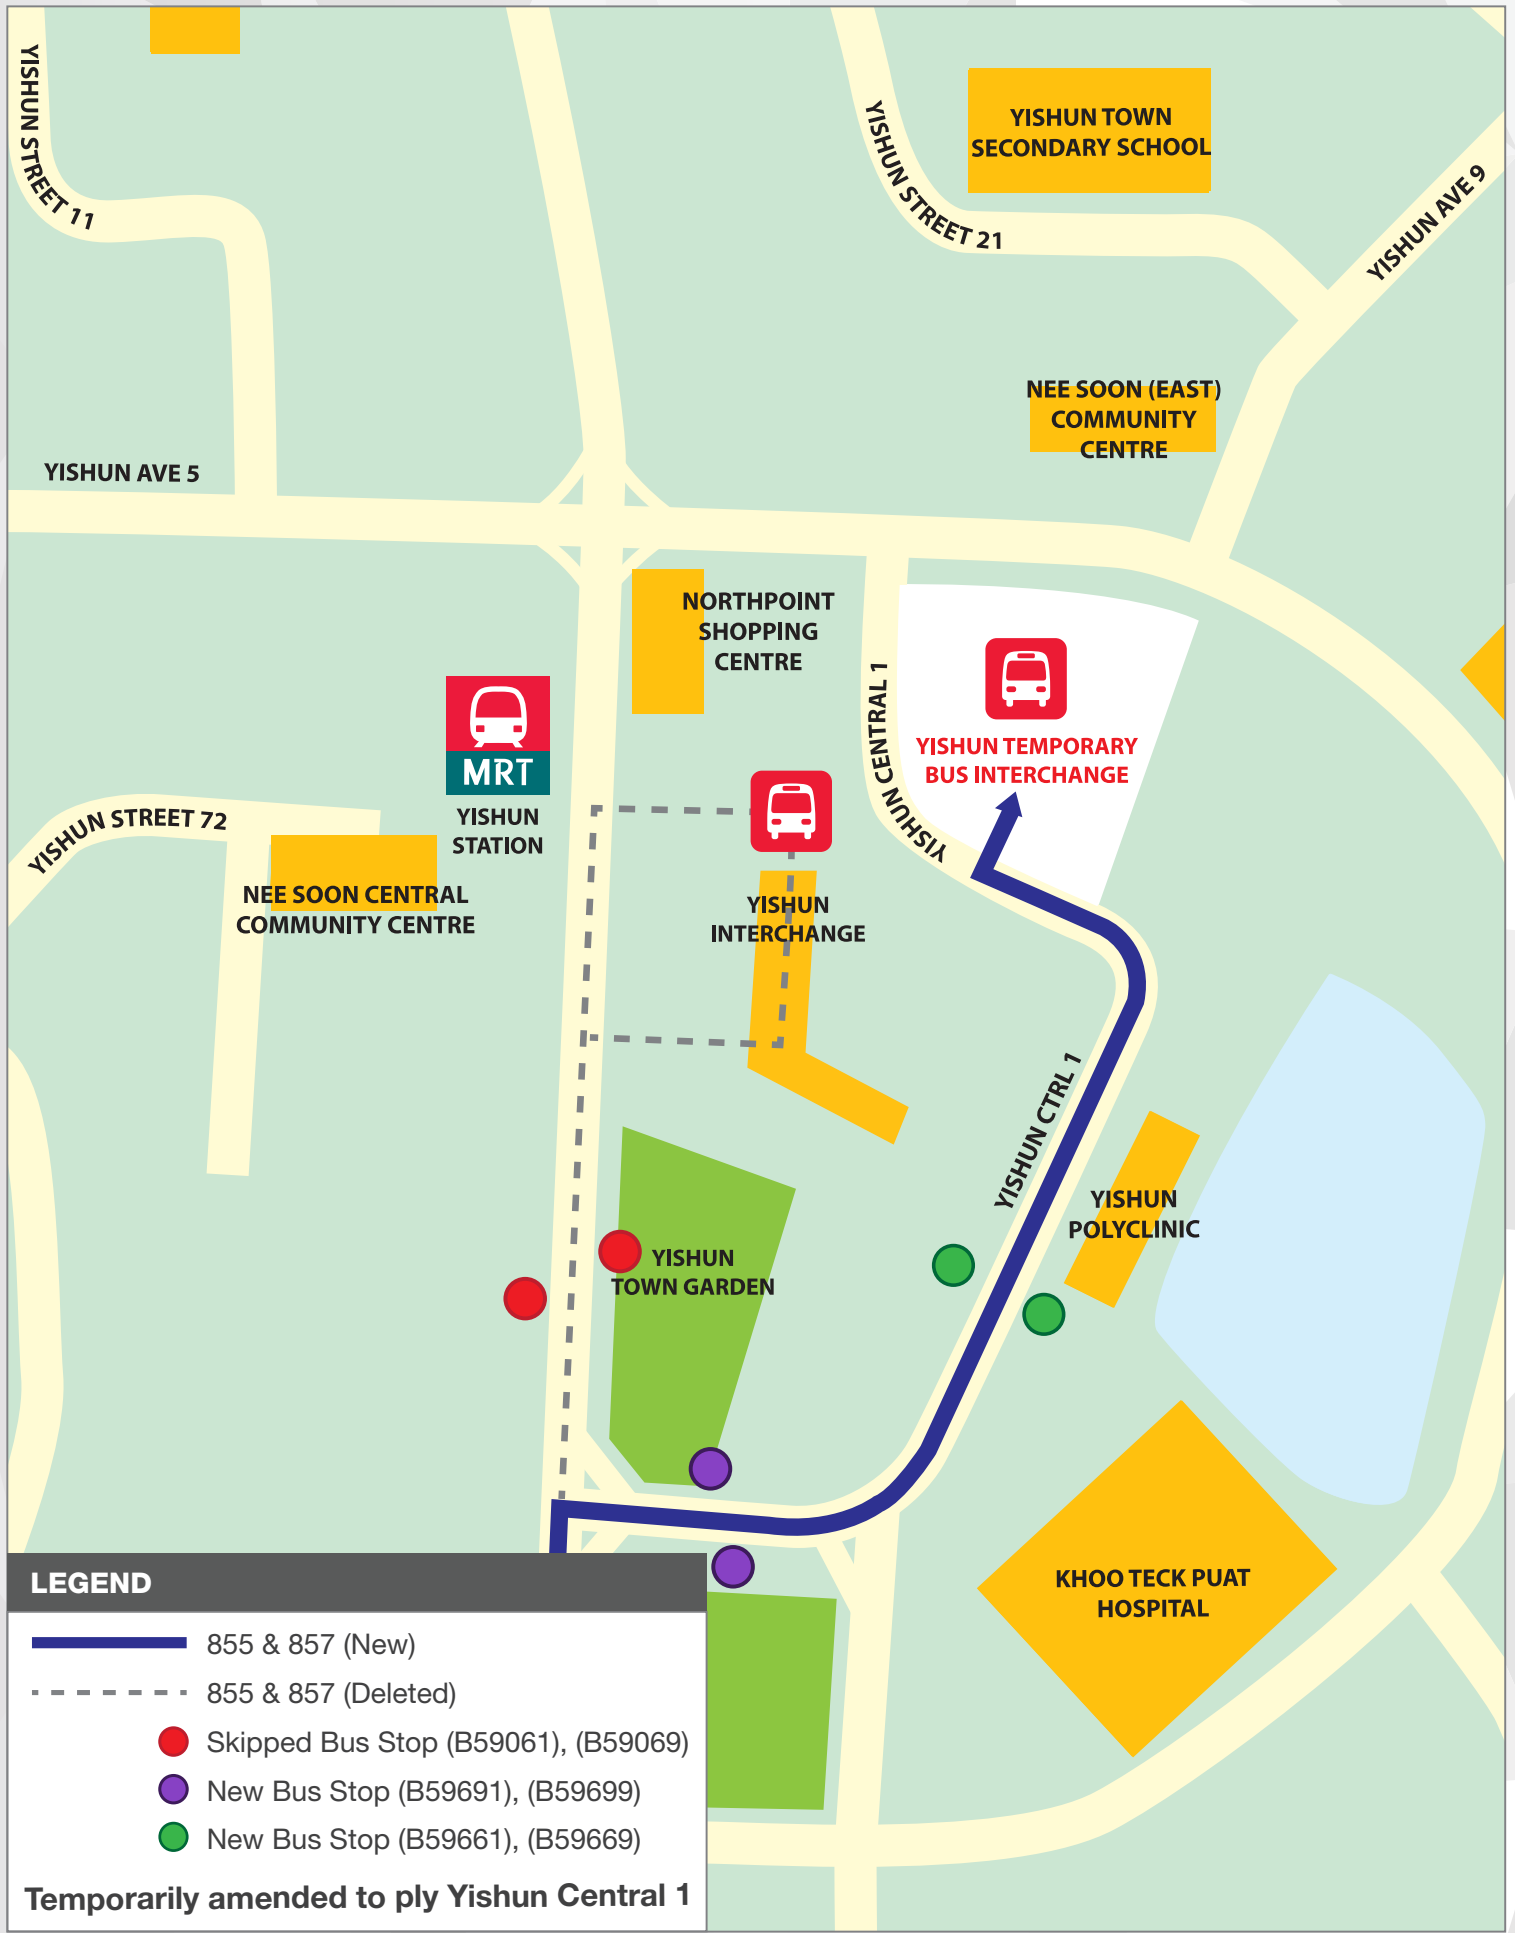 YISHUN STREET 11
YISHUN STREET 21
YISHUN TOWN
SECONDARY SCHOOL
YISHUN AVE 9
NEE SOON (EAST)
COMMUNITY
CENTRE
YISHUN AVE 5
NORTHPOINT
SHOPPING
CENTRE
YISHUN CENTRAL 1
YISHUN TEMPORARY
BUS INTERCHANGE
MRT
YISHUN
STATION
YISHUN STREET 72
NEE SOON CENTRAL
COMMUNITY CENTRE
YISHUN
INTERCHANGE
YISHUN CTRL 1
YISHUN
POLYCLINIC
YISHUN
TOWN GARDEN
KHOO TECK PUAT
HOSPITAL
LEGEND
855 & 857 (New)
855 & 857 (Deleted)
Skipped Bus Stop (B59061), (B59069)
New Bus Stop (B59691), (B59699)
New Bus Stop (B59661), (B59669)
Temporarily amended to ply Yishun Central 1